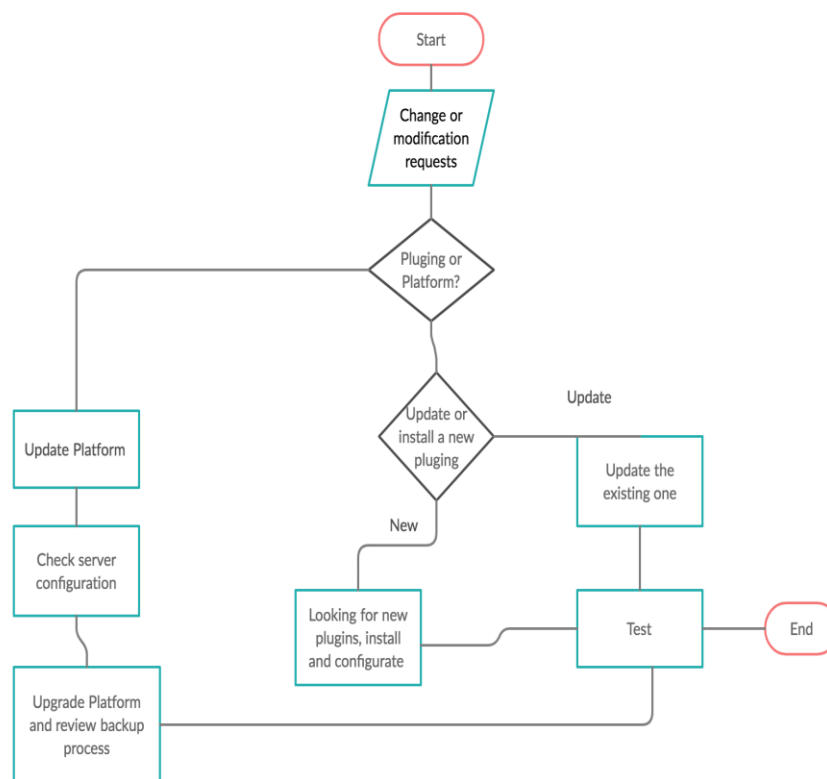 Start
Change or
modification
requests
Pluging or
Platform?
Update or
install a new
pluging
Update
Update Platform
Update the
existing one
New
Check server
configuration
Looking for new
plugins, install
and configurate
Test
End
Upgrade Platform
and review backup
process